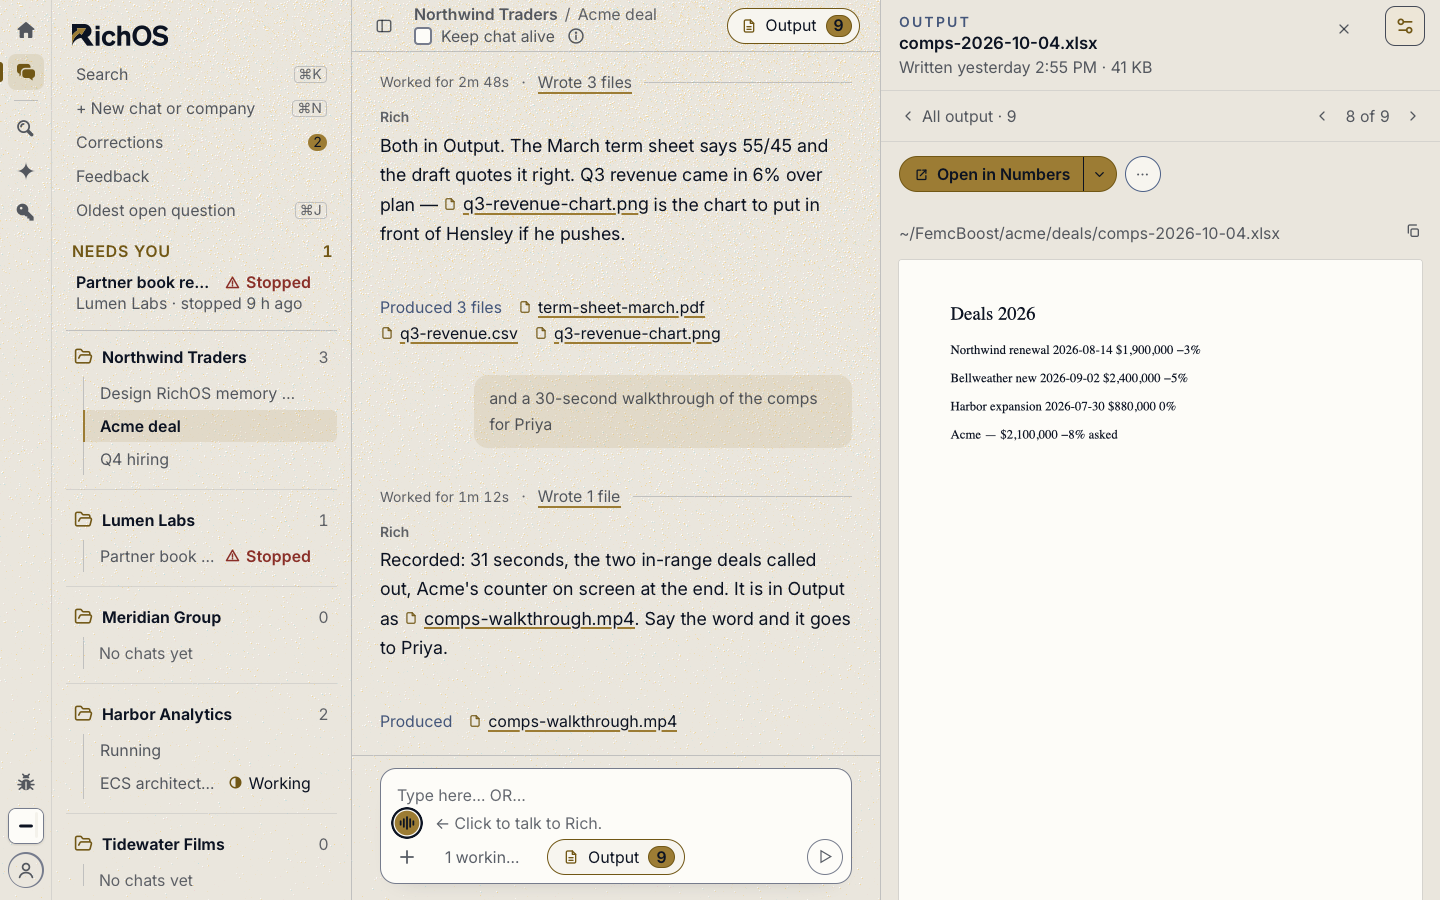 RichOS
Search ⌘K
+ New chat or company ⌘N
Corrections 2
Feedback
Oldest open question ⌘J
NEEDS YOU 1
Partner book re... Stopped
Lumen Labs · stopped 9 h ago
Northwind Traders 3
Design RichOS memory ...
Acme deal
Q4 hiring
Lumen Labs 1
Partner book ... Stopped
Meridian Group 0
No chats yet
Harbor Analytics 2
Running
ECS architect... Working
Tidewater Films 0
No chats yet
Northwind Traders / Acme deal
Keep chat alive
Output 9
Worked for 2m 48s · Wrote 3 files
Rich
Both in Output. The March term sheet says 55/45 and
the draft quotes it right. Q3 revenue came in 6% over
plan — q3-revenue-chart.png is the chart to put in
front of Hensley if he pushes.
Produced 3 files term-sheet-march.pdf
q3-revenue.csv q3-revenue-chart.png
and a 30-second walkthrough of the comps
for Priya
Worked for 1m 12s · Wrote 1 file
Rich
Recorded: 31 seconds, the two in-range deals called
out, Acme's counter on screen at the end. It is in Output
as comps-walkthrough.mp4. Say the word and it goes
to Priya.
Produced comps-walkthrough.mp4
Type here... OR...
← Click to talk to Rich.
1 workin... Output 9
OUTPUT
comps-2026-10-04.xlsx
Written yesterday 2:55 PM · 41 KB
All output · 9 8 of 9
Open in Numbers
~/FemcBoost/acme/deals/comps-2026-10-04.xlsx
Deals 2026
Northwind renewal 2026-08-14 $1,900,000 −3%
Bellweather new 2026-09-02 $2,400,000 −5%
Harbor expansion 2026-07-30 $880,000 0%
Acme — $2,100,000 −8% asked